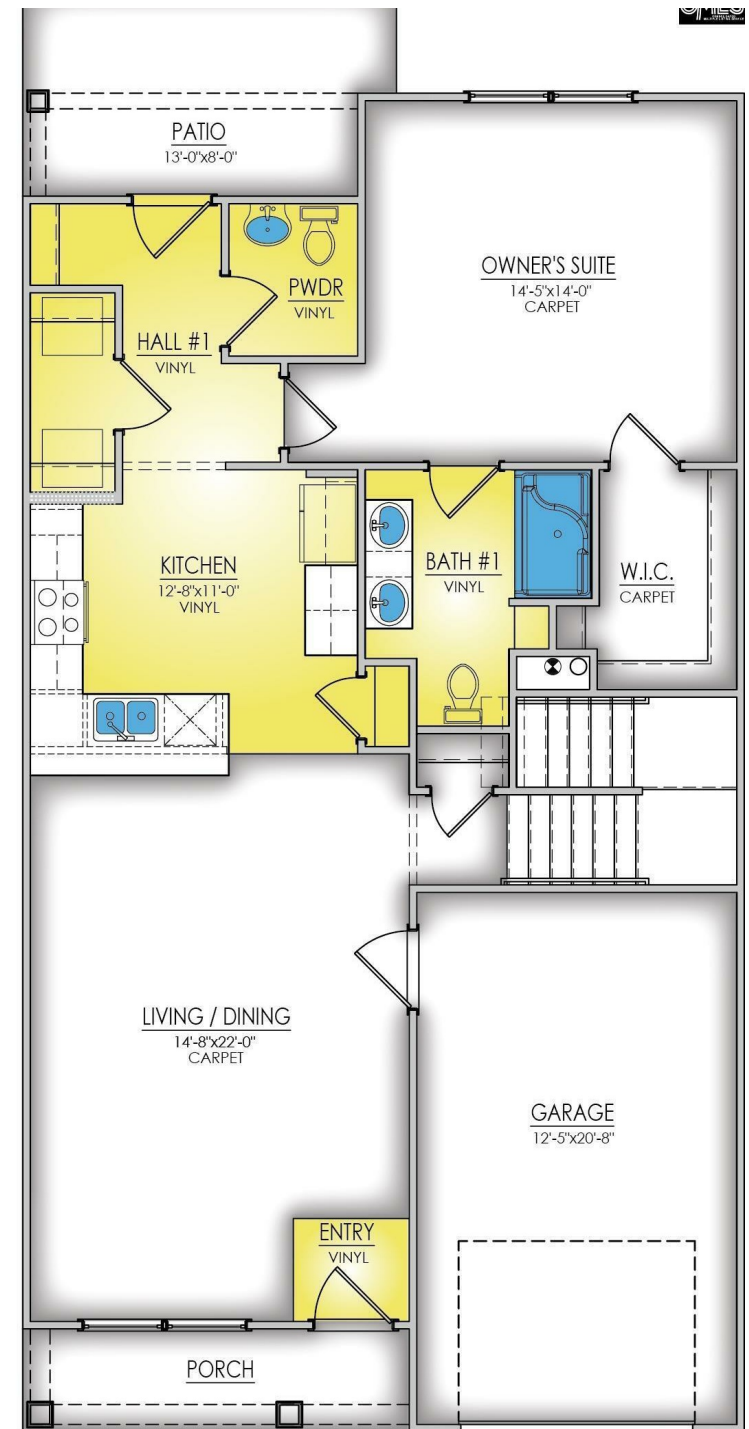 PATIO
13'-0"x8'-0"
OWNER'S SUITE
14'-5"x14'-0"
CARPET
PWDR
VINYL
HALL #1
VINYL
KITCHEN
12'-8"x11'-0"
VINYL
BATH #1
VINYL
W.I.C.
CARPET
LIVING / DINING
14'-8"x22'-0"
CARPET
GARAGE
12'-5"x20'-8"
ENTRY
VINYL
PORCH